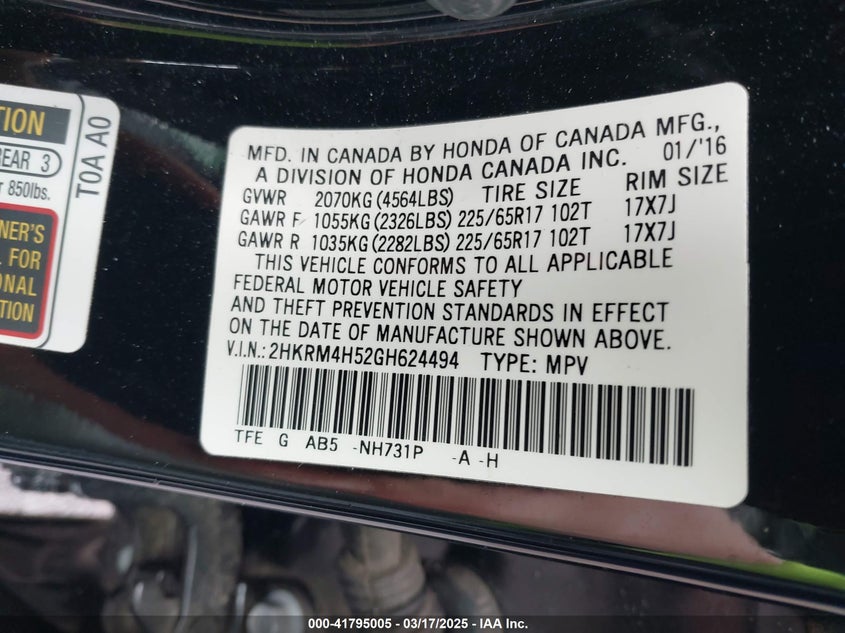 TION
REAR 3
850lbs.
NER'S
FOR
ONAL
TION
T0A A0
MFD. IN CANADA BY HONDA OF CANADA MFG.,
A DIVISION OF HONDA CANADA INC. 01/'16
GVWR 2070KG (4564LBS) TIRE SIZE RIM SIZE
GAWR F 1055KG (2326LBS) 225/65R17 102T 17X7J
GAWR R 1035KG (2282LBS) 225/65R17 102T 17X7J
THIS VEHICLE CONFORMS TO ALL APPLICABLE
FEDERAL MOTOR VEHICLE SAFETY
AND THEFT PREVENTION STANDARDS IN EFFECT
ON THE DATE OF MANUFACTURE SHOWN ABOVE.
V.I.N.: 2HKRM4H52GH624494 TYPE: MPV
TFE G AB5 -NH731P -A -H
000-41795005 - 03/17/2025 - IAA Inc.